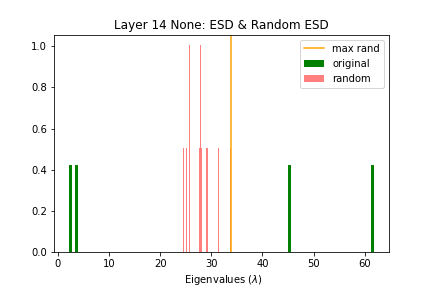 Layer 14 None: ESD & Random ESD
max rand
original
random
1.0
0.8
0.6
0.4
0.2
0.0
0 10 20 30 40 50 60
Eigenvalues (λ)